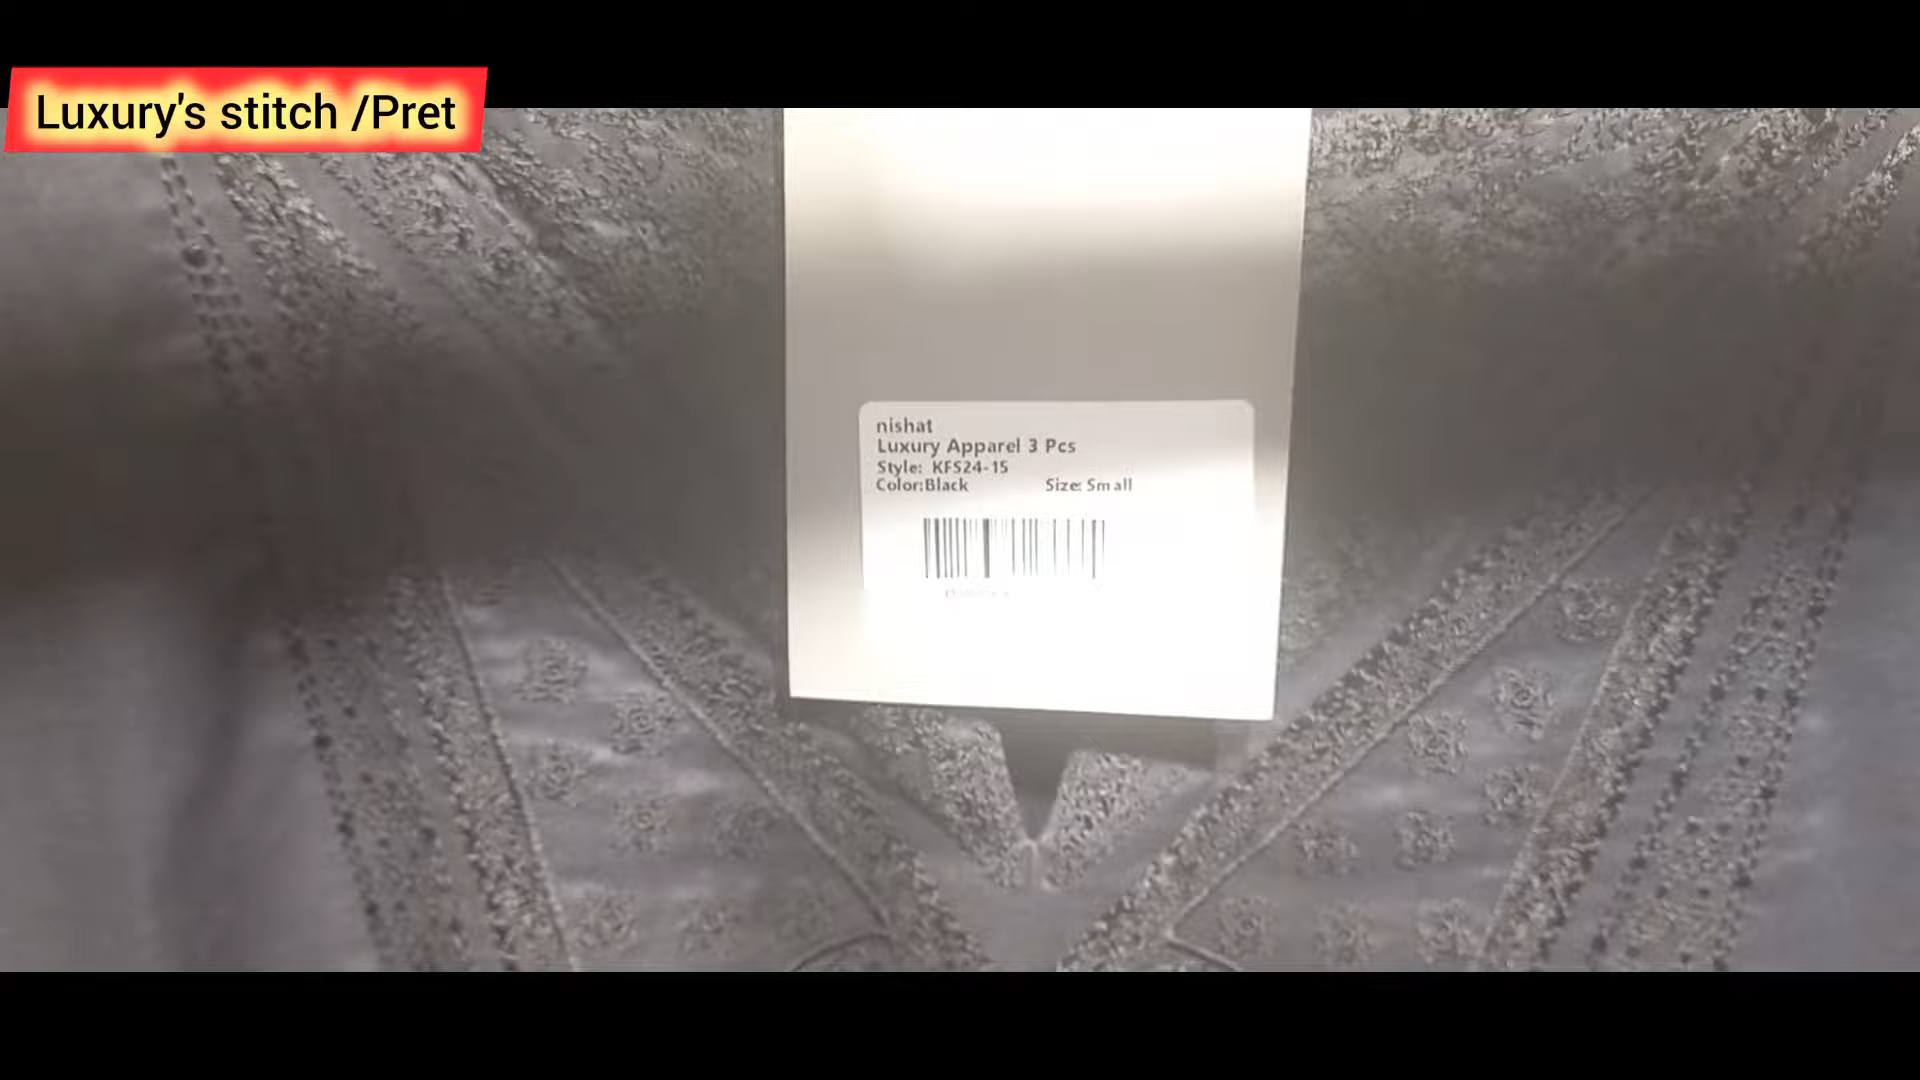 Luxury's stitch /Pret
nishat
Luxury Apparel 3 Pcs
Style: KFS24-15
Color:Black Size: Small